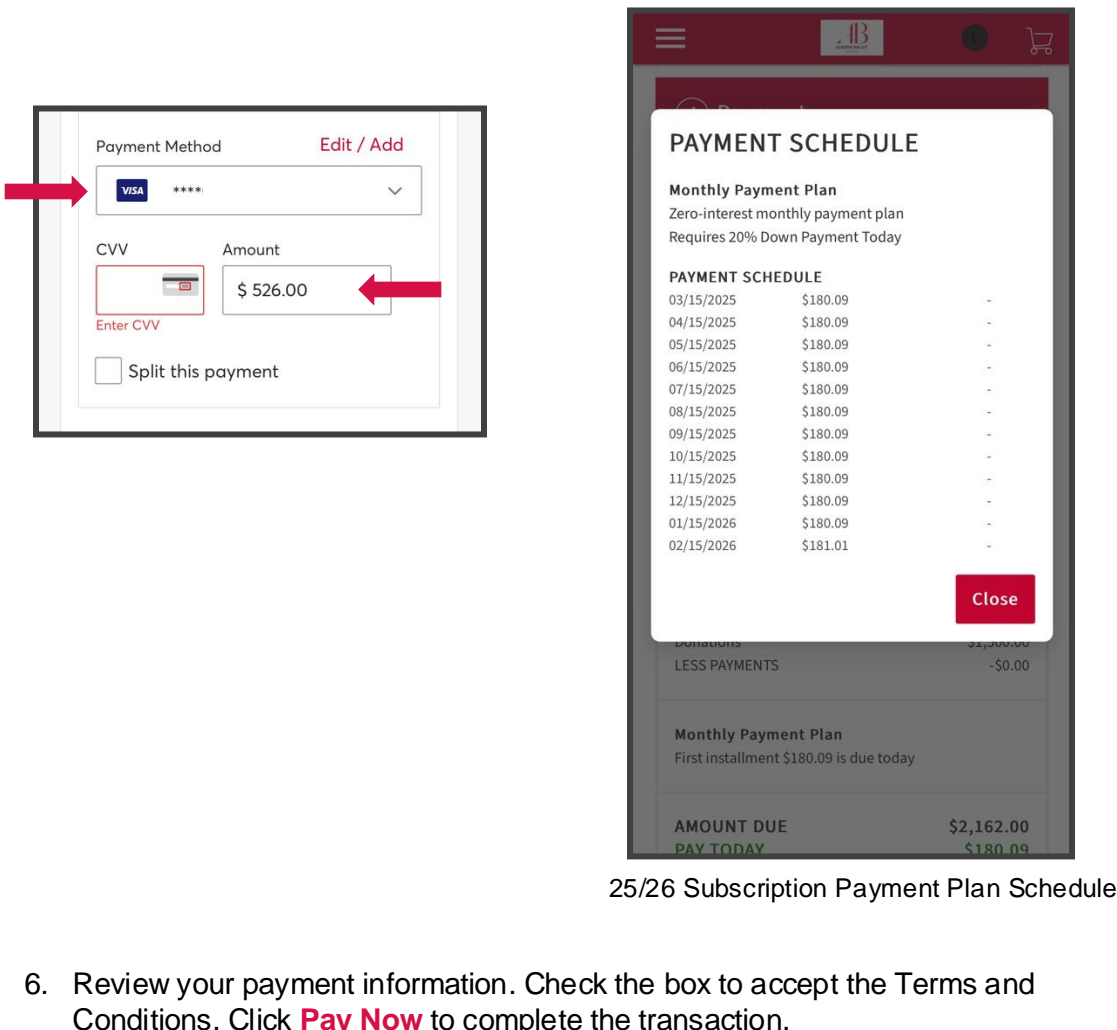 Payment Method Edit / Add
VISA ****
CVV Amount
$ 526.00
Enter CVV
Split this payment
AB
PAYMENT SCHEDULE
Monthly Payment Plan
Zero-interest monthly payment plan
Requires 20% Down Payment Today
PAYMENT SCHEDULE
03/15/2025 $180.09 -
04/15/2025 $180.09 -
05/15/2025 $180.09 -
06/15/2025 $180.09 -
07/15/2025 $180.09 -
08/15/2025 $180.09 -
09/15/2025 $180.09 -
10/15/2025 $180.09 -
11/15/2025 $180.09 -
12/15/2025 $180.09 -
01/15/2026 $180.09 -
02/15/2026 $181.01 -
Close
Donations $1,500.00
LESS PAYMENTS -$0.00
Monthly Payment Plan
First installment $180.09 is due today
AMOUNT DUE $2,162.00
PAY TODAY $180.09
25/26 Subscription Payment Plan Schedule
6. Review your payment information. Check the box to accept the Terms and
Conditions. Click Pay Now to complete the transaction.